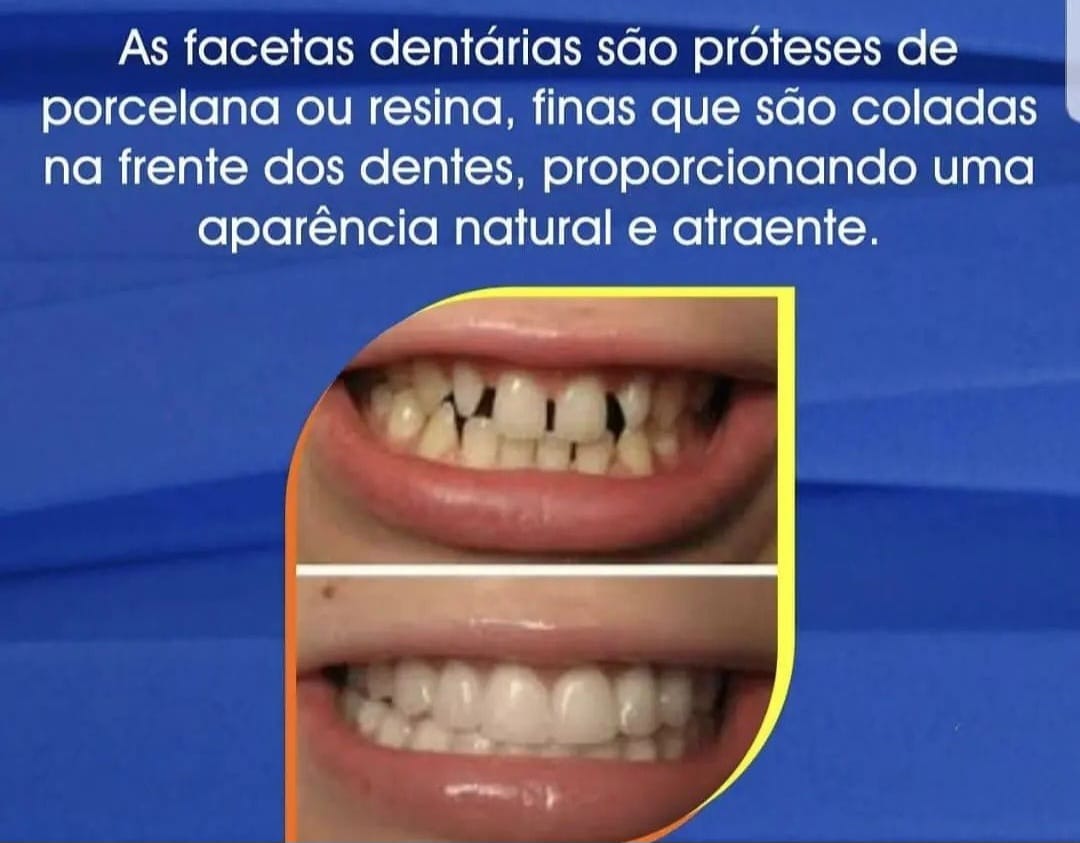 As facetas dentárias são próteses de
porcelana ou resina, finas que são coladas
na frente dos dentes, proporcionando uma
aparência natural e atraente.